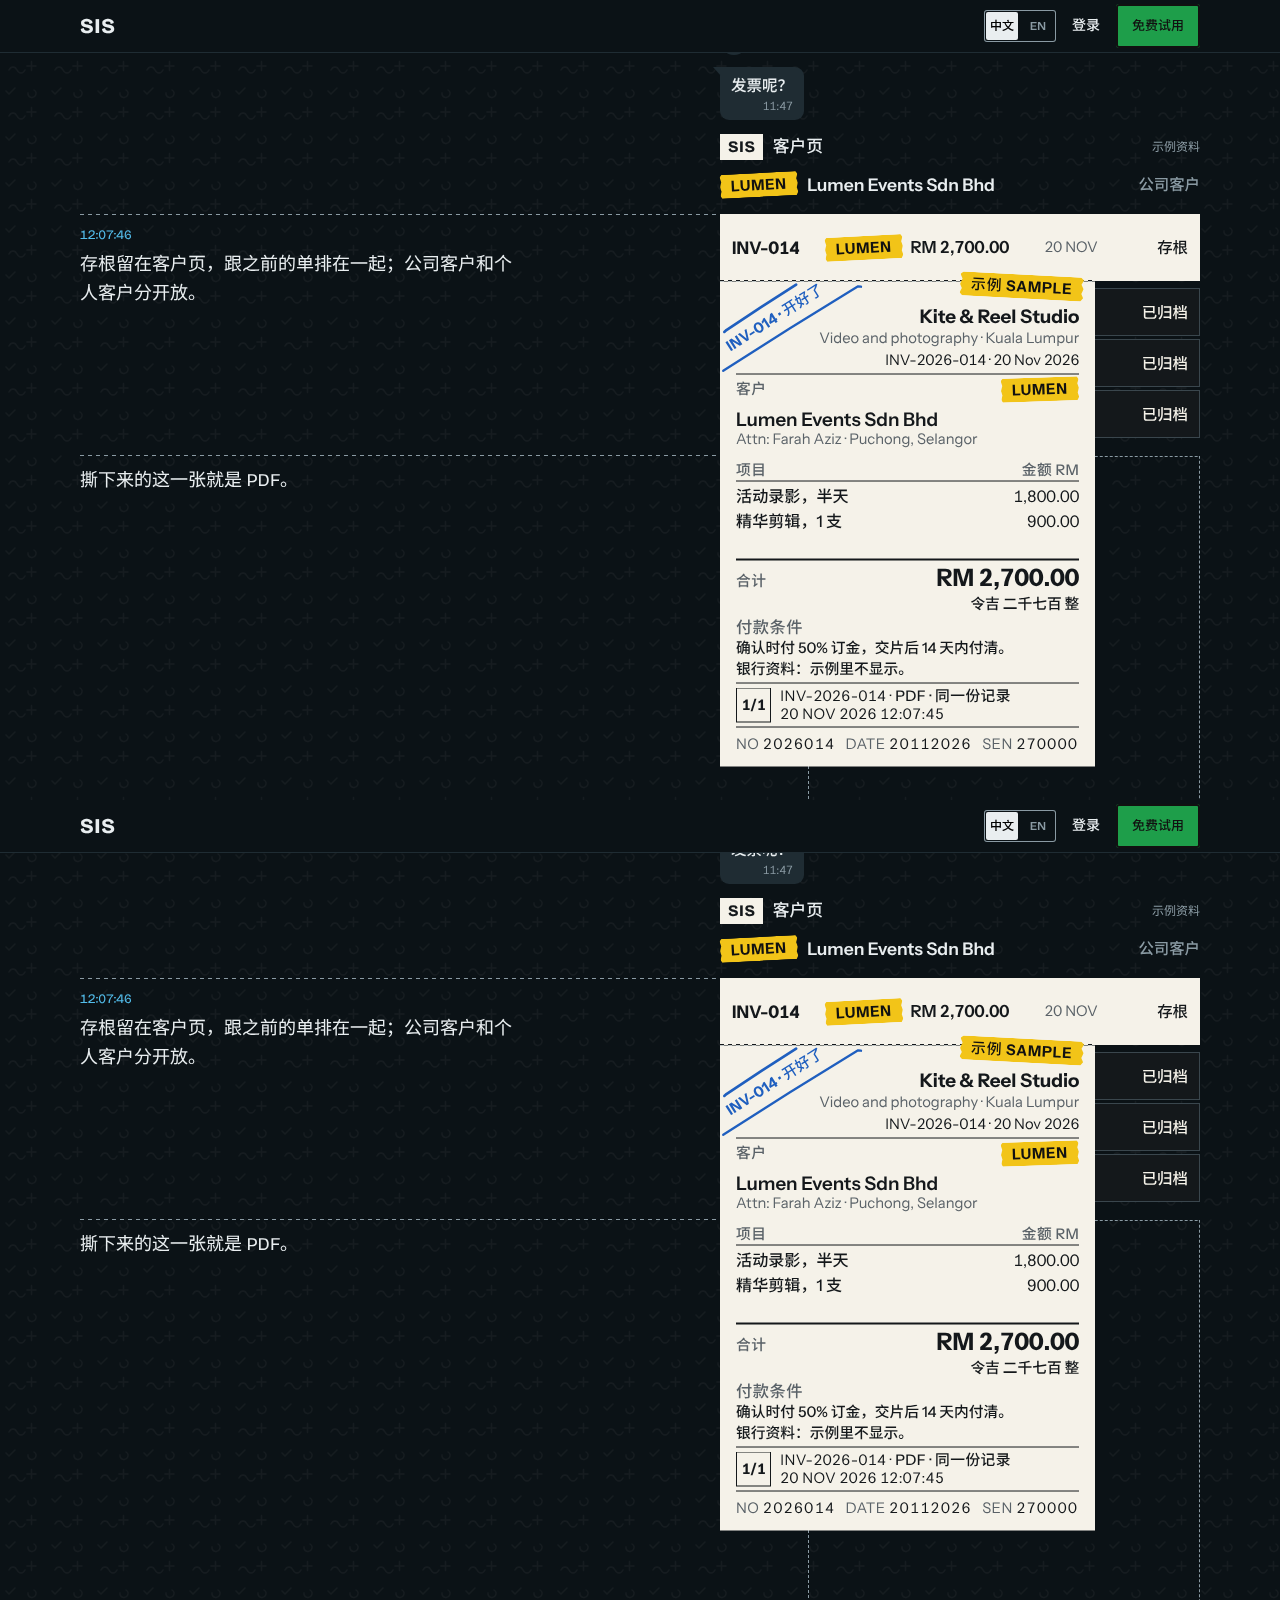 SIS
中文 EN 登录 免费试用
发票呢？
11:47
SIS 客户页 示例资料
LUMEN Lumen Events Sdn Bhd 公司客户
12:07:46
存根留在客户页，跟之前的单排在一起；公司客户和个
人客户分开放。
INV-014 LUMEN RM 2,700.00 20 NOV 存根
示例 SAMPLE
INV-014 · 开好了
Kite & Reel Studio
Video and photography · Kuala Lumpur
INV-2026-014 · 20 Nov 2026
已归档
已归档
已归档
客户 LUMEN
Lumen Events Sdn Bhd
Attn: Farah Aziz · Puchong, Selangor
撕下来的这一张就是 PDF。
项目 金额 RM
活动录影，半天 1,800.00
精华剪辑，1 支 900.00
合计 RM 2,700.00
令吉 二千七百 整
付款条件
确认时付 50% 订金，交片后 14 天内付清。
银行资料：示例里不显示。
1/1 INV-2026-014 · PDF · 同一份记录
20 NOV 2026 12:07:45
NO 2026014 DATE 20112026 SEN 270000
SIS
中文 EN 登录 免费试用
发票呢？
11:47
SIS 客户页 示例资料
LUMEN Lumen Events Sdn Bhd 公司客户
12:07:46
存根留在客户页，跟之前的单排在一起；公司客户和个
人客户分开放。
INV-014 LUMEN RM 2,700.00 20 NOV 存根
示例 SAMPLE
INV-014 · 开好了
Kite & Reel Studio
Video and photography · Kuala Lumpur
INV-2026-014 · 20 Nov 2026
已归档
已归档
已归档
客户 LUMEN
Lumen Events Sdn Bhd
Attn: Farah Aziz · Puchong, Selangor
撕下来的这一张就是 PDF。
项目 金额 RM
活动录影，半天 1,800.00
精华剪辑，1 支 900.00
合计 RM 2,700.00
令吉 二千七百 整
付款条件
确认时付 50% 订金，交片后 14 天内付清。
银行资料：示例里不显示。
1/1 INV-2026-014 · PDF · 同一份记录
20 NOV 2026 12:07:45
NO 2026014 DATE 20112026 SEN 270000